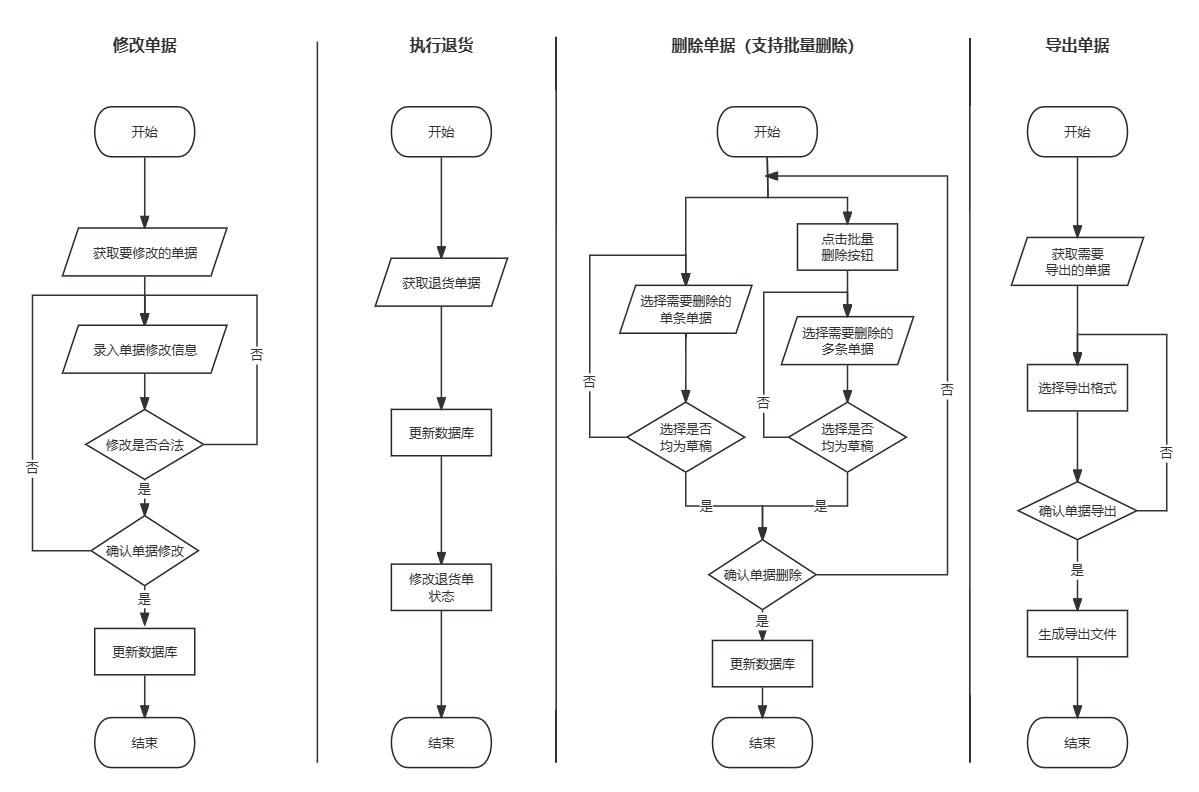 修改单据
开始
获取要修改的单据
录入单据修改信息
否
修改是否合法
否
是
确认单据修改
是
更新数据库
结束
执行退货
开始
获取退货单据
更新数据库
修改退货单
状态
结束
删除单据（支持批量删除）
开始
点击批量
删除按钮
选择需要删除的
单条单据
选择需要删除的
多条单据
否
否
否
选择是否
均为草稿
选择是否
均为草稿
是
是
确认单据删除
是
更新数据库
结束
导出单据
开始
获取需要
导出的单据
选择导出格式
否
确认单据导出
是
生成导出文件
结束